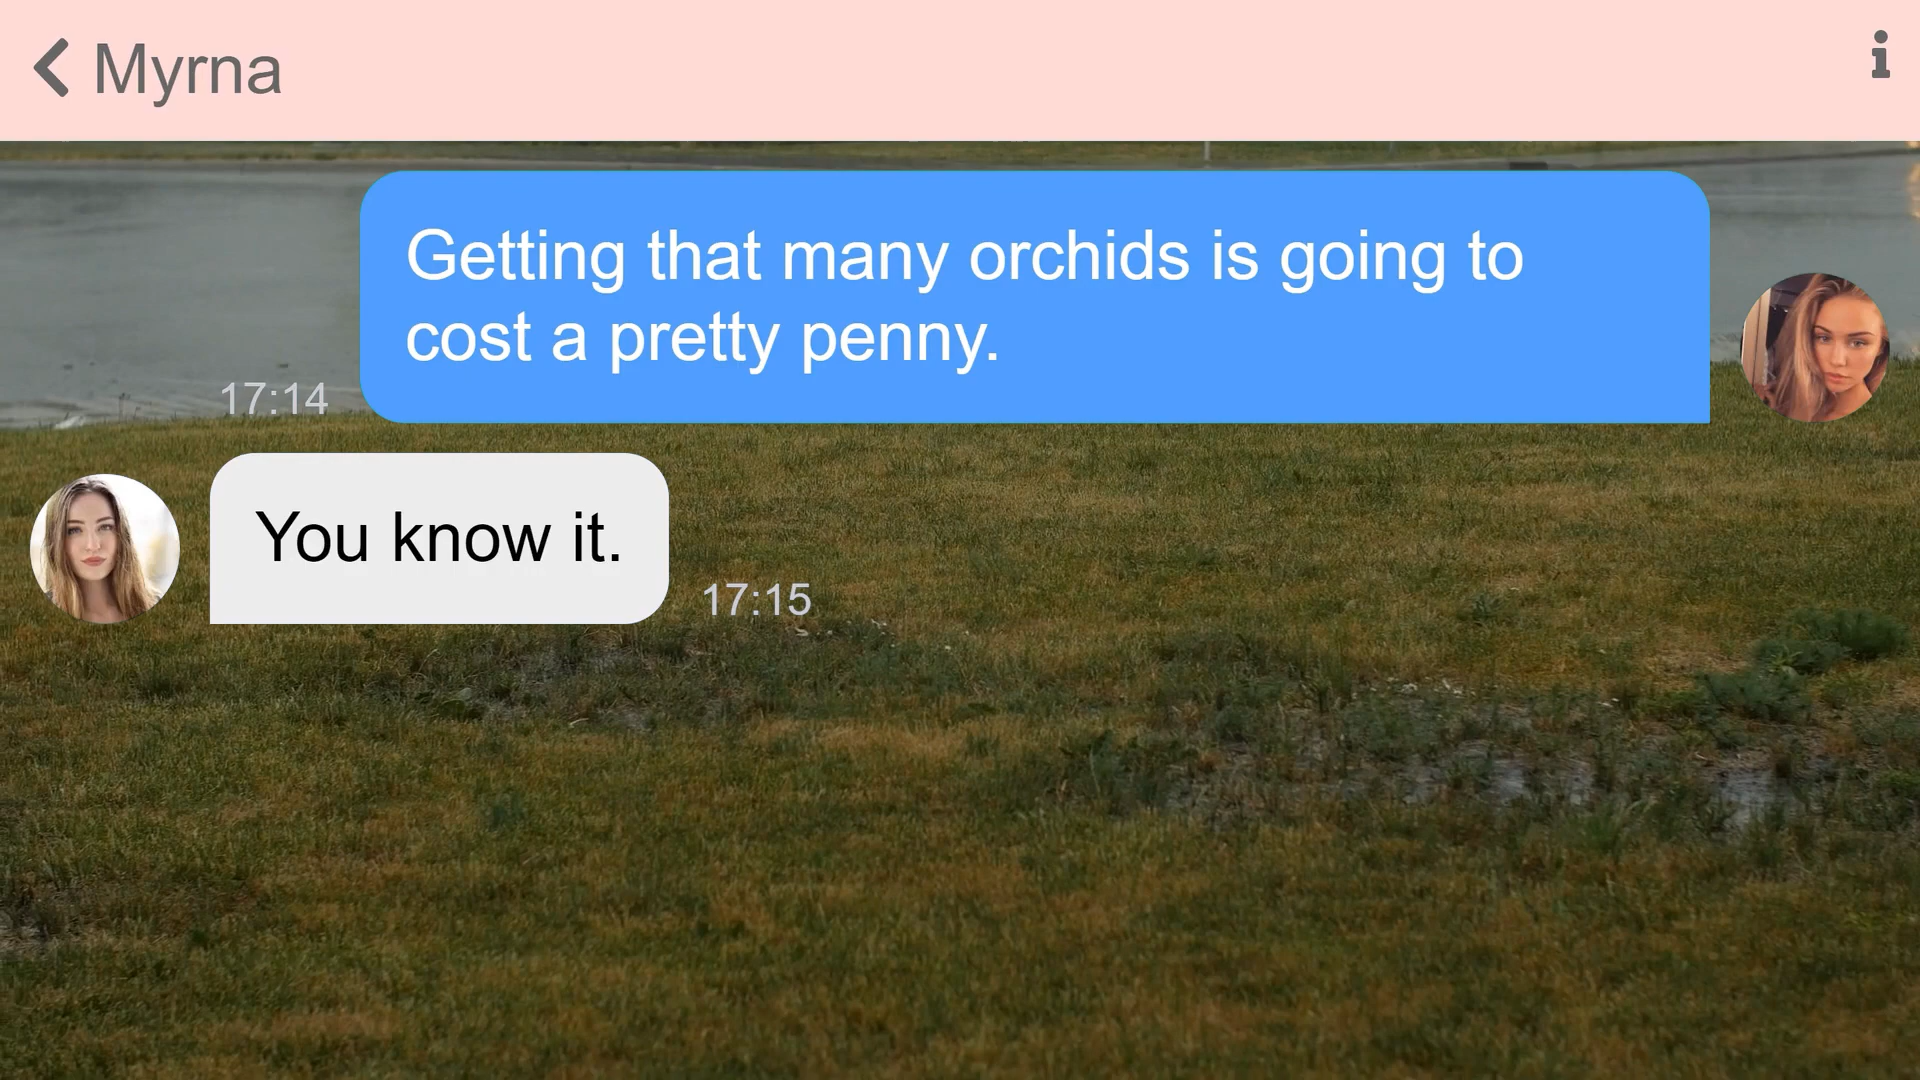 Myrna
Getting that many orchids is going to
cost a pretty penny.
17:14
You know it.
17:15